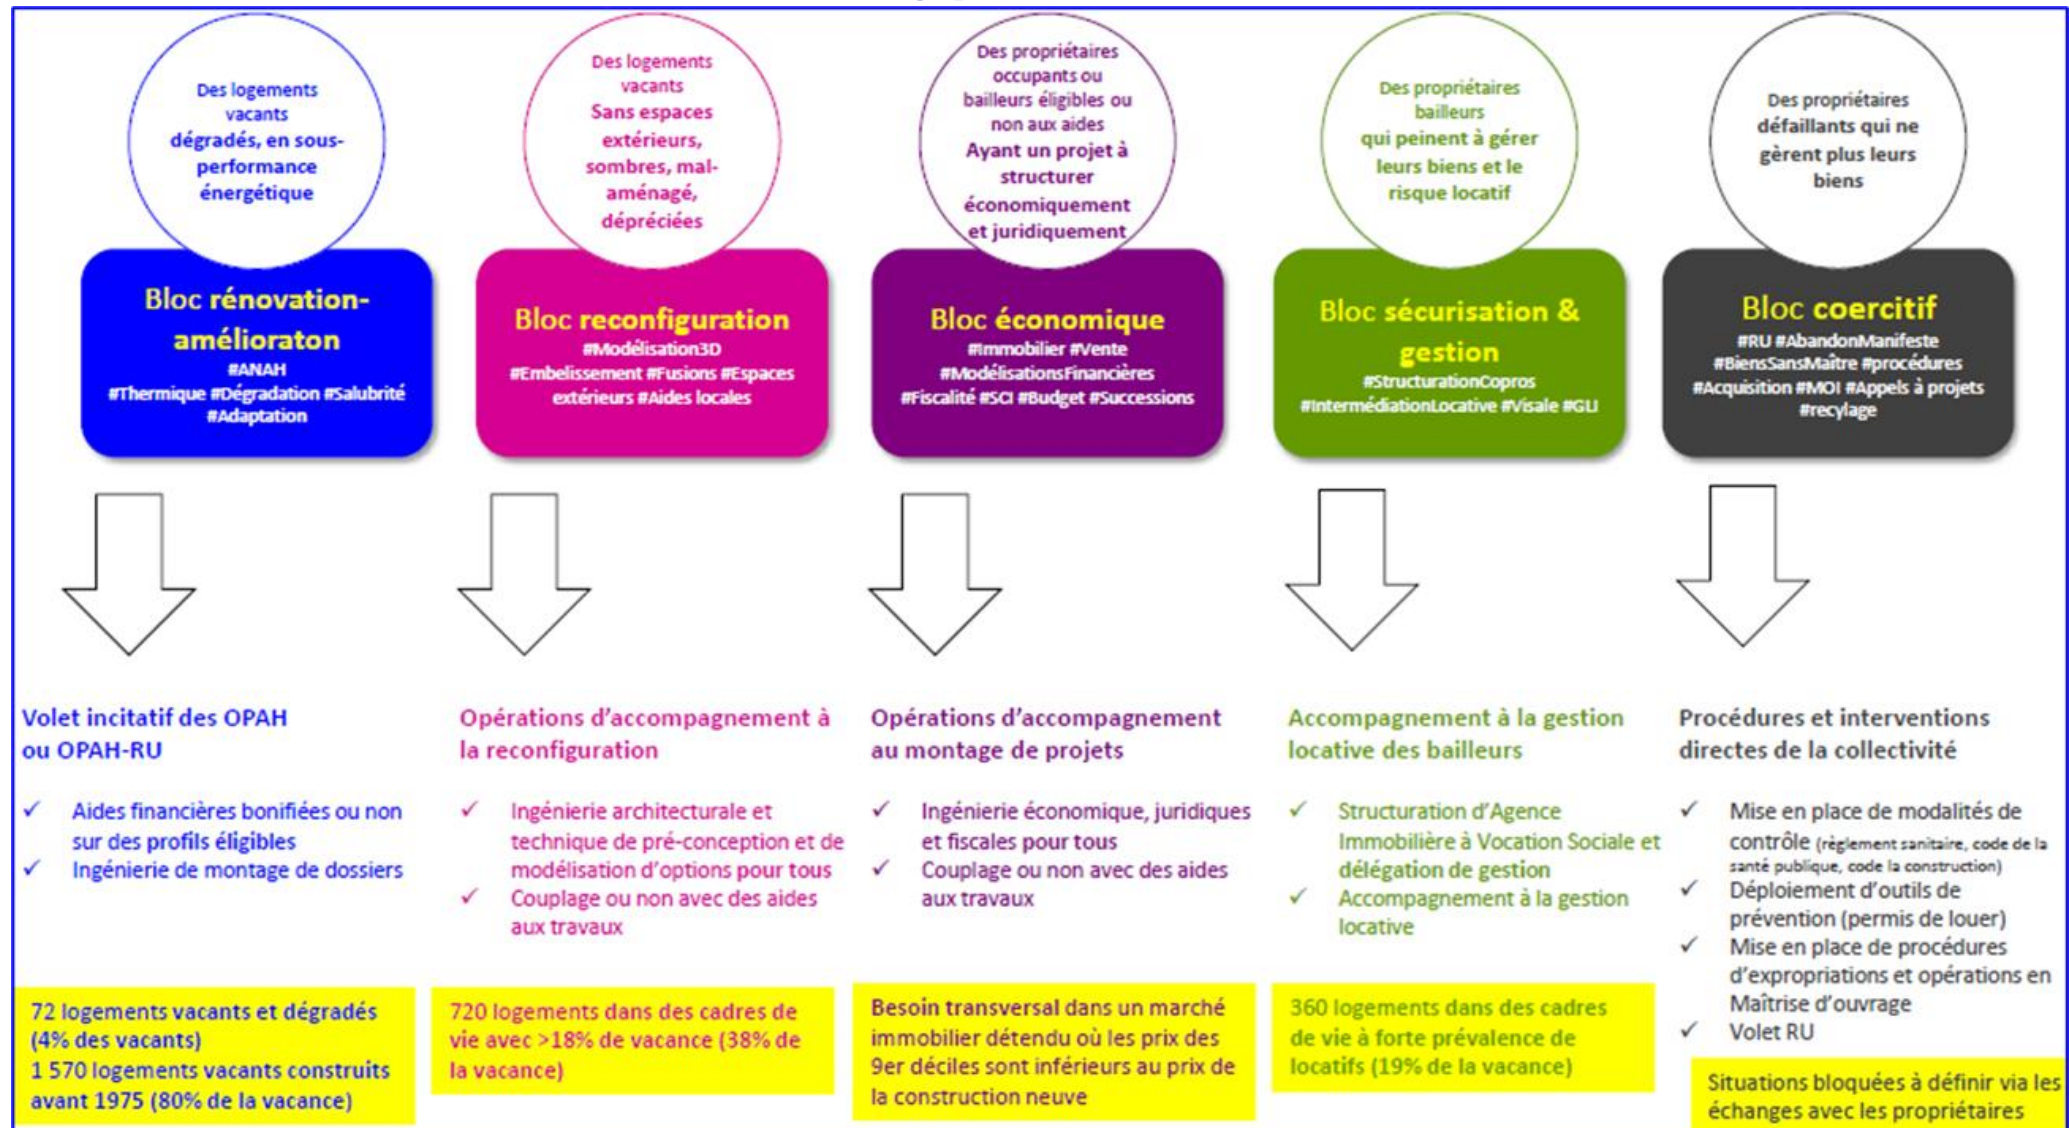 Des logements
vacants
dégradés, en sous-
performance
énergétique
Bloc rénovation-
amélioraton
#ANAH
#Thermique #Dégradation #Salubrité
#Adaptation
Volet incitatif des OPAH
ou OPAH-RU
✓ Aides financières bonifiées ou non
sur des profils éligibles
✓ Ingénierie de montage de dossiers
72 logements vacants et dégradés
(4% des vacants)
1 570 logements vacants construits
avant 1975 (80% de la vacance)
Des logements
vacants
Sans espaces
extérieurs,
sombres, mal-
aménagé,
dépréciées
Bloc reconfiguration
#Modélisation3D
#Embelissement #Fusions #Espaces
extérieurs #Aides locales
Opérations d'accompagnement à
la reconfiguration
✓ Ingénierie architecturale et
technique de pré-conception et de
modélisation d'options pour tous
✓ Couplage ou non avec des aides
aux travaux
720 logements dans des cadres de
vie avec >18% de vacance (38% de
la vacance)
Des propriétaires
occupants ou
bailleurs éligibles ou
non aux aides
Ayant un projet à
structurer
économiquement
et juridiquement
Bloc économique
#Immobilier #Vente
#ModélisationsFinancières
#Fiscalité #SCI #Budget #Successions
Opérations d'accompagnement
au montage de projets
✓ Ingénierie économique, juridiques
et fiscales pour tous
✓ Couplage ou non avec des aides
aux travaux
Besoin transversal dans un marché
immobilier détendu où les prix des
9er déciles sont inférieurs au prix de
la construction neuve
Des propriétaires
bailleurs
qui peinent à gérer
leurs biens et le
risque locatif
Bloc sécurisation &
gestion
#StructurationCopros
#IntermédiationLocative #Visale #GLI
Accompagnement à la gestion
locative des bailleurs
✓ Structuration d'Agence
Immobilière à Vocation Sociale et
délégation de gestion
✓ Accompagnement à la gestion
locative
360 logements dans des cadres
de vie à forte prévalence de
locatifs (19% de la vacance)
Des propriétaires
défaillants qui ne
gèrent plus leurs
biens
Bloc coercitif
#RU #AbandonManifeste
#BiensSansMaître #procédures
#Acquisition #MOI #Appels à projets
#recylage
Procédures et interventions
directes de la collectivité
✓ Mise en place de modalités de
contrôle (règlement sanitaire, code de la
santé publique, code la construction)
✓ Déploiement d'outils de
prévention (permis de louer)
✓ Mise en place de procédures
d'expropriations et opérations en
Maîtrise d'ouvrage
✓ Volet RU
Situations bloquées à définir via les
échanges avec les propriétaires